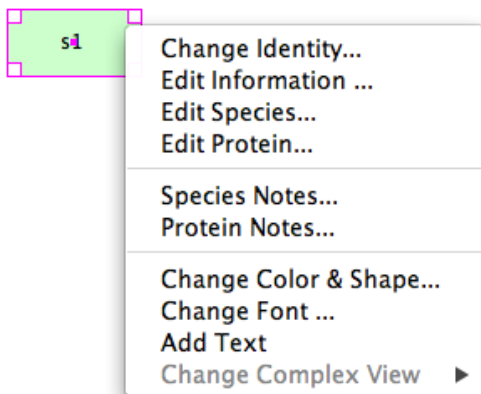 s1
Change Identity...
Edit Information ...
Edit Species...
Edit Protein...
Species Notes...
Protein Notes...
Change Color & Shape...
Change Font ...
Add Text
Change Complex View